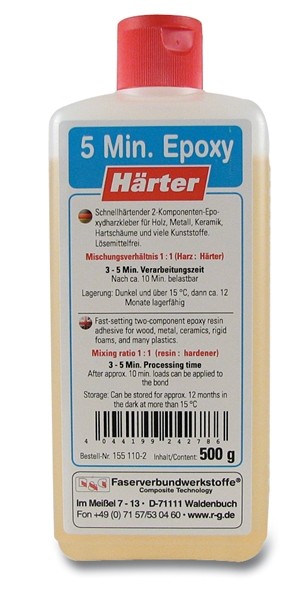 5 Min. Epoxy
Härter
Schnellhärtender 2-Komponenten-Epo-
xydharzkleber für Holz, Metall, Keramik,
Hartschäume und viele Kunststoffe.
Lösemittelfrei.
Mischungsverhältnis 1 : 1 (Harz : Härter)
3 - 5 Min. Verarbeitungszeit
Nach ca. 10 Min. belastbar
Lagerung: Dunkel und über 15 °C, dann ca. 12
Monate lagerfähig
Fast-setting two-component epoxy resin
adhesive for wood, metal, ceramics, rigid
foams, and many plastics.
Mixing ratio 1 : 1 (resin : hardener)
3 - 5 Min. Processing time
After approx. 10 min. loads can be applied to
the bond
Storage: Can be stored for approx. 12 months in
the dark at more than 15 °C
4 044199 242786
Bestell-Nr. 155 110-2 Inhalt/Content: 500 g
Faserverbundwerkstoffe®
Composite Technology
Im Meißel 7 - 13 · D-71111 Waldenbuch
Fon +49 (0) 71 57/53 04 60 · www.r-g.de